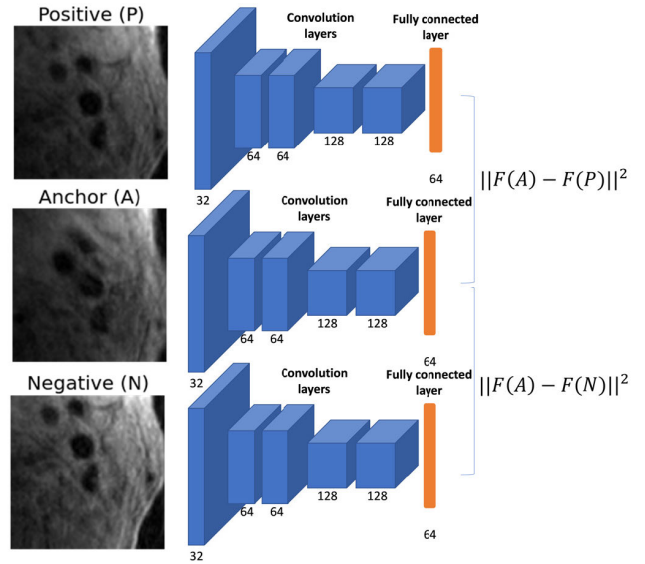 Positive (P)
Convolution
layers
Fully connected
layer
32
64
64
128
128
64
||F(A) − F(P)||²
Anchor (A)
Convolution
layers
Fully connected
layer
32
64
64
128
128
64
||F(A) − F(N)||²
Negative (N)
Convolution
layers
Fully connected
layer
32
64
64
128
128
64